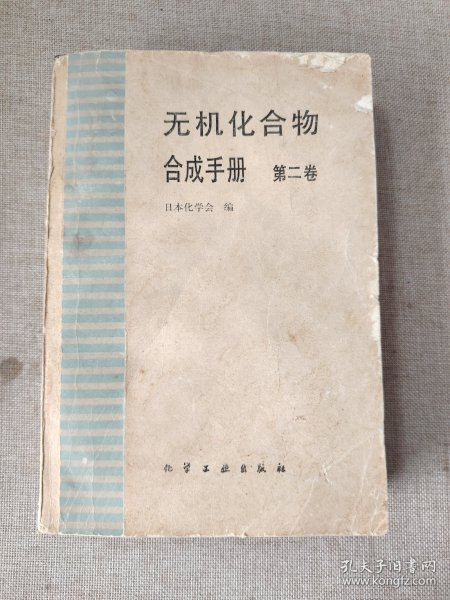 无机化合物
合成手册 第二卷
日本化学会 编
化学工业出版社
孔夫子旧书网
www.kongfz.com